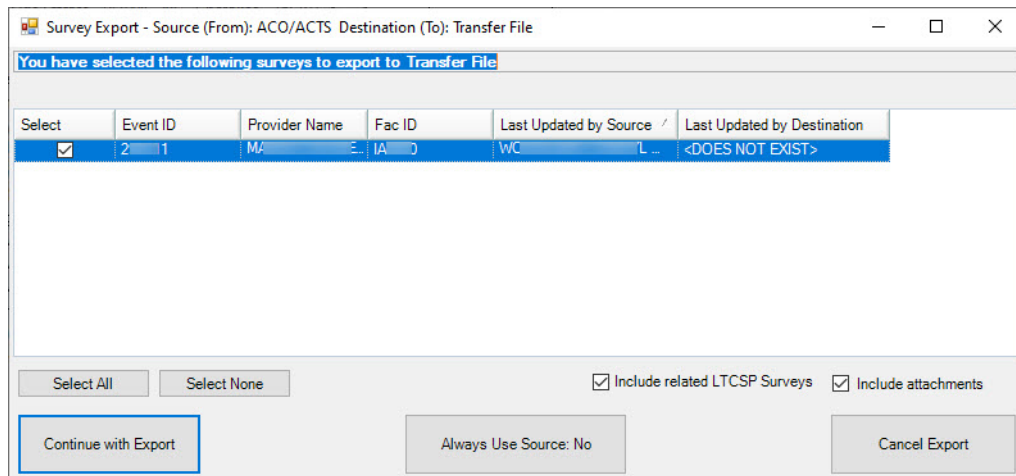 Survey Export - Source (From): ACO/ACTS Destination (To): Transfer File
You have selected the following surveys to export to Transfer File
Select Event ID Provider Name Fac ID Last Updated by Source Last Updated by Destination
<DOES NOT EXIST>
Select All Select None Include related LTCSP Surveys Include attachments
Continue with Export Always Use Source: No Cancel Export